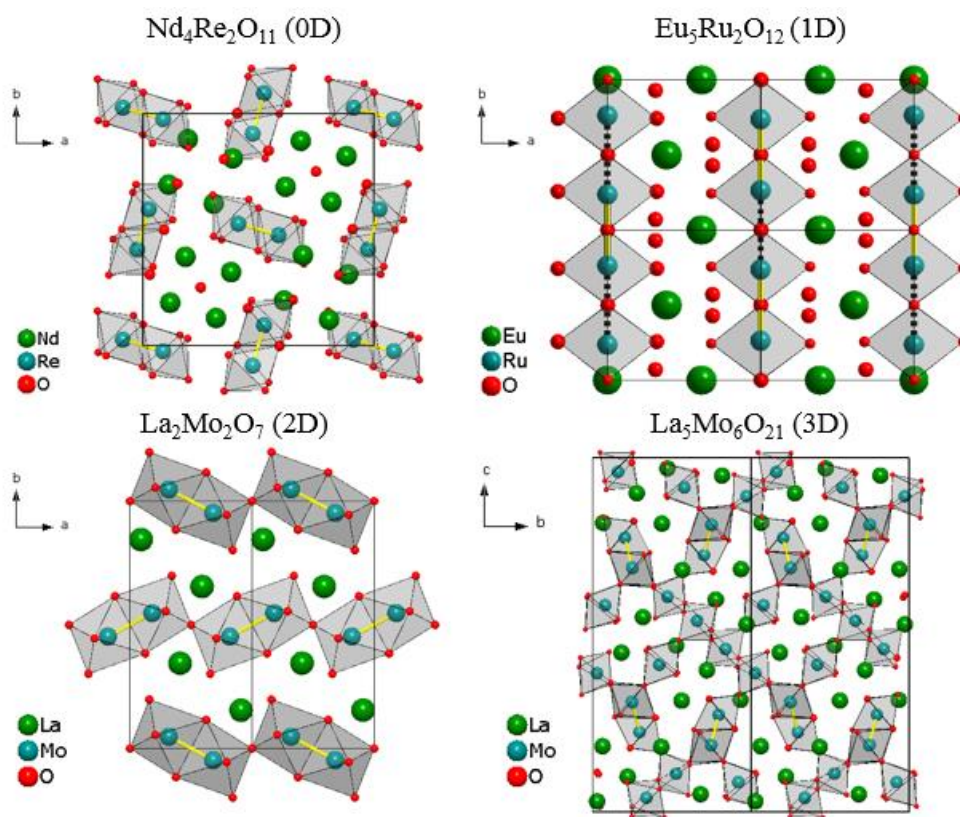 Nd₄Re₂O₁₁ (0D)
b
a
Nd
Re
O
Eu₅Ru₂O₁₂ (1D)
b
a
Eu
Ru
O
La₂Mo₂O₇ (2D)
b
a
La
Mo
O
La₅Mo₆O₂₁ (3D)
c
b
La
Mo
O